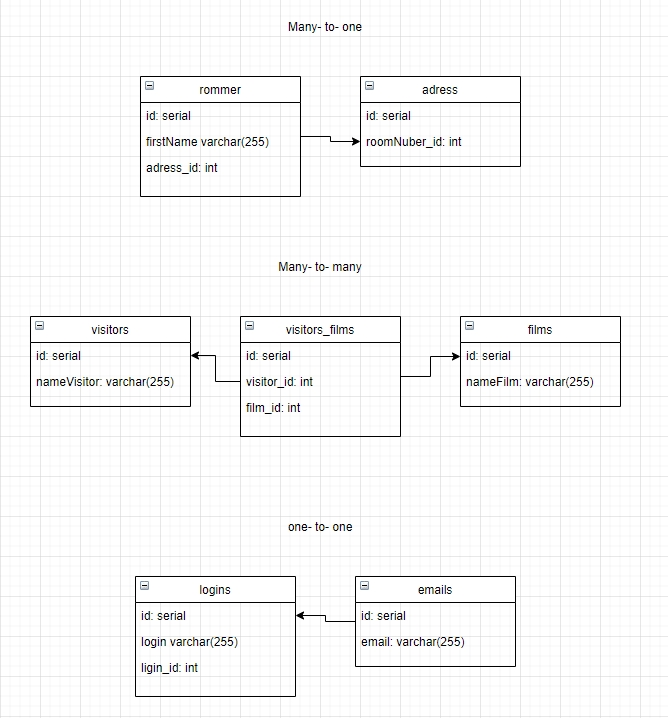 Many- to- one
rommer
id: serial
firstName varchar(255)
adress_id: int
adress
id: serial
roomNuber_id: int
Many- to- many
visitors
id: serial
nameVisitor: varchar(255)
visitors_films
id: serial
visitor_id: int
film_id: int
films
id: serial
nameFilm: varchar(255)
one- to- one
logins
id: serial
login varchar(255)
ligin_id: int
emails
id: serial
email: varchar(255)